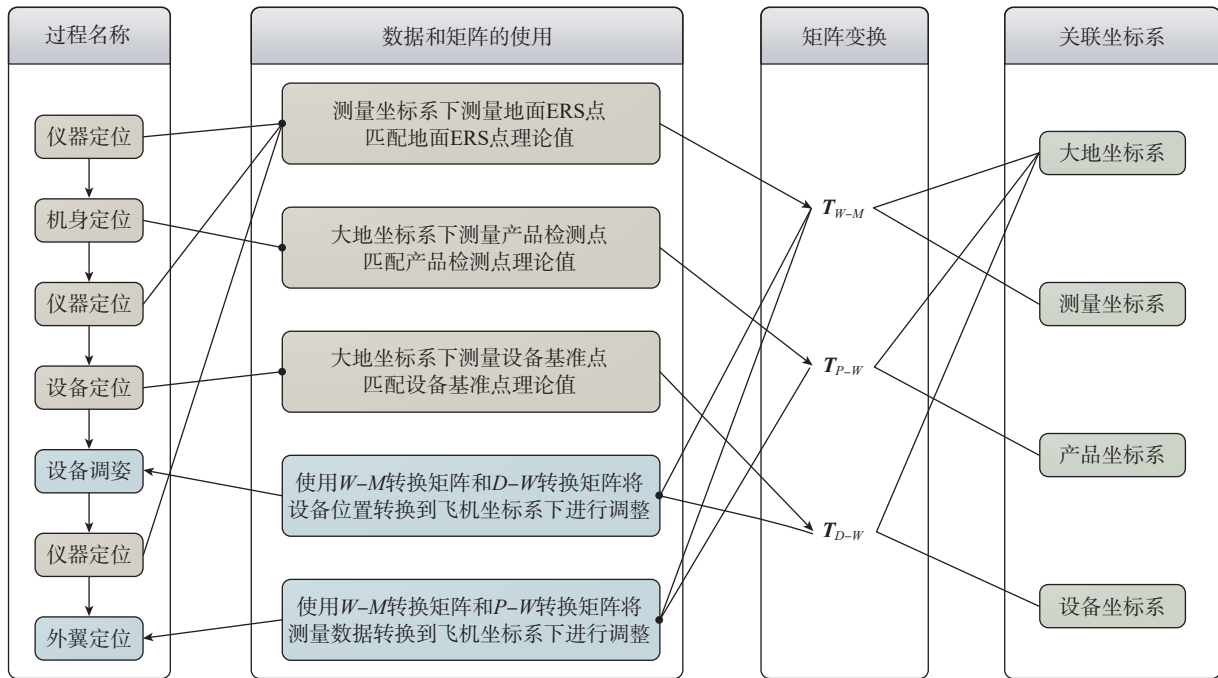 过程名称
数据和矩阵的使用
矩阵变换
关联坐标系
仪器定位
机身定位
仪器定位
设备定位
设备调姿
仪器定位
外翼定位
测量坐标系下测量地面ERS点
匹配地面ERS点理论值
大地坐标系下测量产品检测点
匹配产品检测点理论值
大地坐标系下测量设备基准点
匹配设备基准点理论值
使用W–M转换矩阵和D–W转换矩阵将
设备位置转换到飞机坐标系下进行调整
使用W–M转换矩阵和P–W转换矩阵将
测量数据转换到飞机坐标系下进行调整
T_{W–M}
T_{P–W}
T_{D–W}
大地坐标系
测量坐标系
产品坐标系
设备坐标系